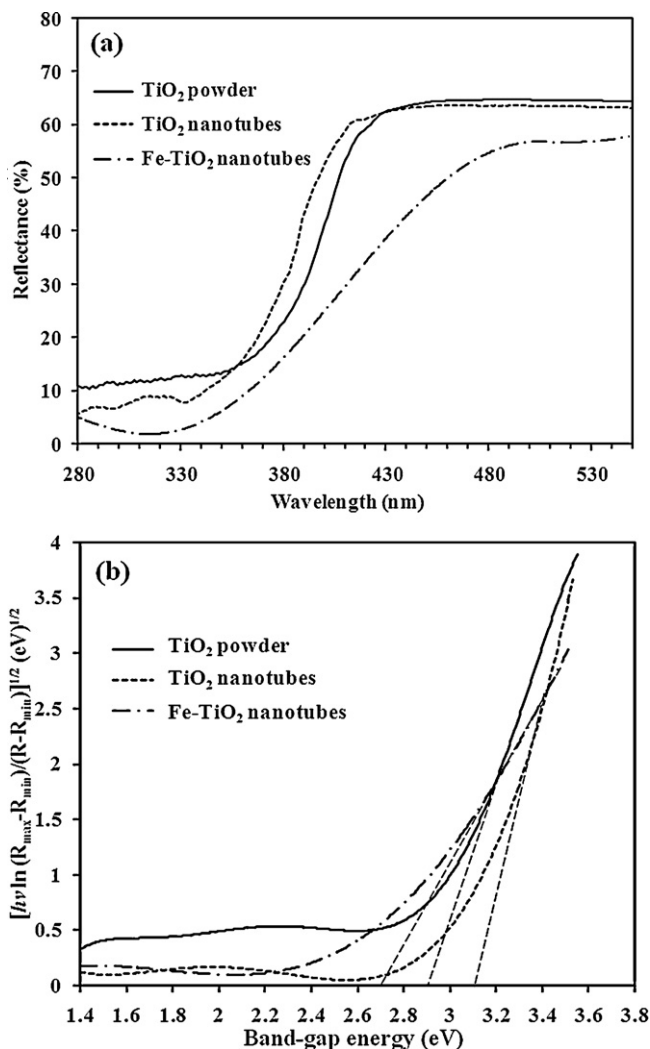 (a)
80
70
60
50
40
30
20
10
0
Reflectance (%)
TiO₂ powder
TiO₂ nanotubes
Fe-TiO₂ nanotubes
280 330 380 430 480 530
Wavelength (nm)
(b)
4
3.5
3
2.5
2
1.5
1
0.5
0
[hνln (Rmax-Rmin)/(R-Rmin)]¹/² (eV)¹/²
TiO₂ powder
TiO₂ nanotubes
Fe-TiO₂ nanotubes
1.4 1.6 1.8 2 2.2 2.4 2.6 2.8 3 3.2 3.4 3.6 3.8
Band-gap energy (eV)